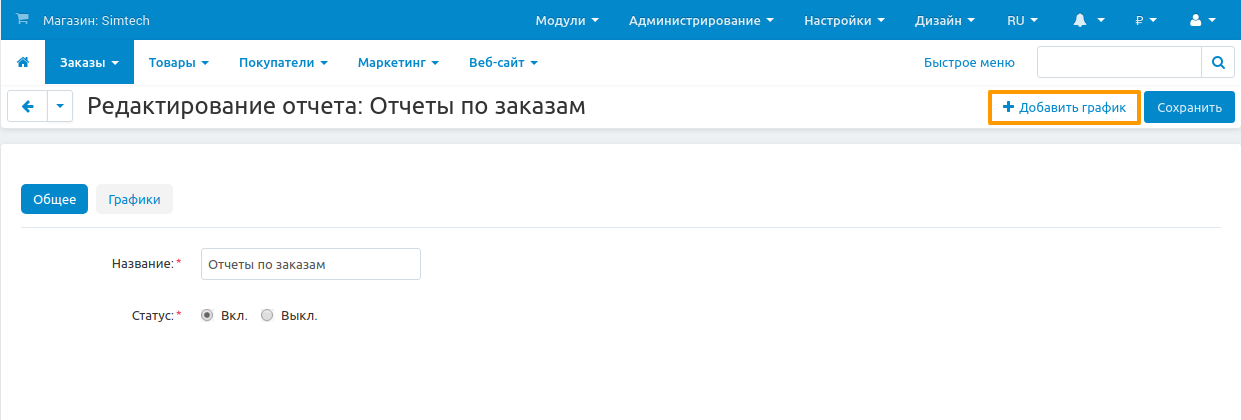 Магазин: Simtech Модули Администрирование Настройки Дизайн RU ₽
Заказы Товары Покупатели Маркетинг Веб-сайт Быстрое меню
Редактирование отчета: Отчеты по заказам Добавить график Сохранить
Общее Графики
Название:* Отчеты по заказам
Статус:* Вкл. Выкл.